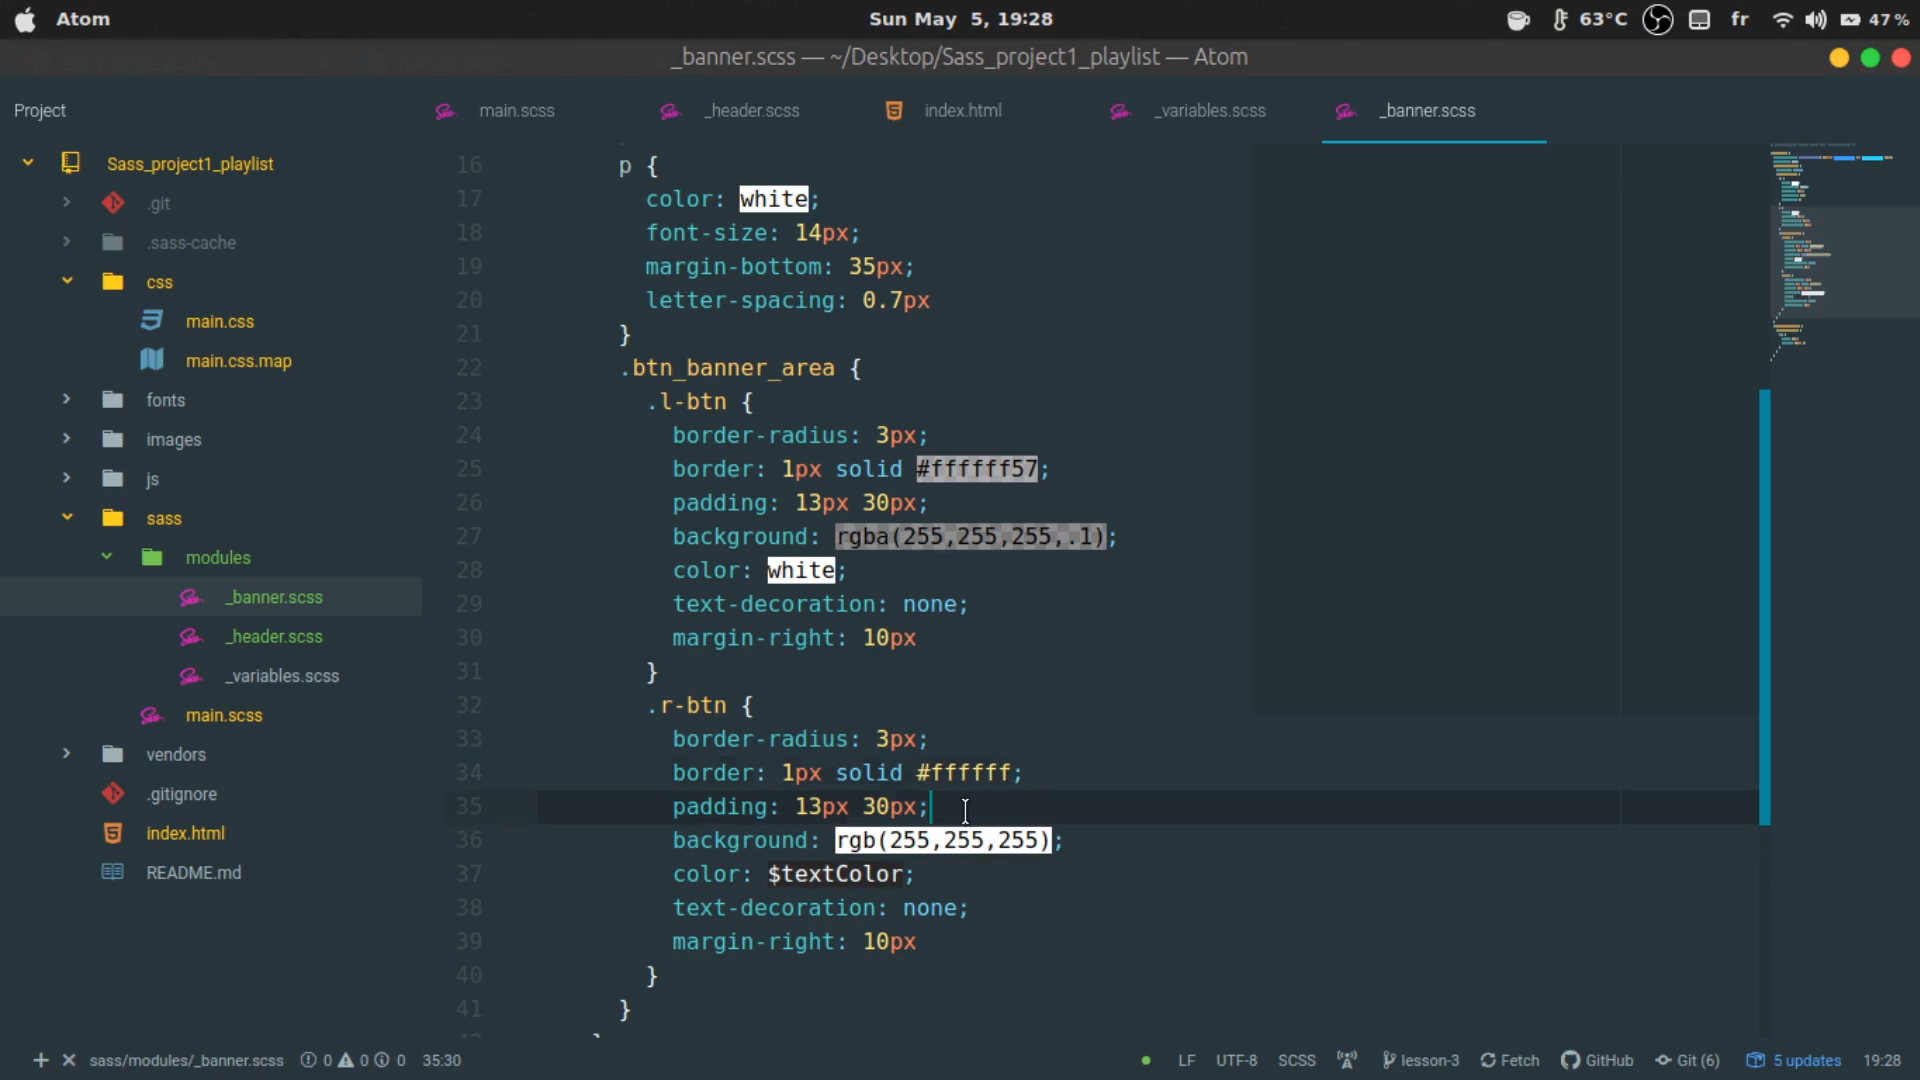 Atom
Sun May 5, 19:28
63°C
fr
47%
_banner.scss — ~/Desktop/Sass_project1_playlist — Atom
Project
main.scss
_header.scss
index.html
_variables.scss
_banner.scss
Sass_project1_playlist
.git
.sass-cache
css
main.css
main.css.map
fonts
images
js
sass
modules
_banner.scss
_header.scss
_variables.scss
main.scss
vendors
.gitignore
index.html
README.md
16 p {
17 color: white;
18 font-size: 14px;
19 margin-bottom: 35px;
20 letter-spacing: 0.7px
21 }
22 .btn_banner_area {
23 .l-btn {
24 border-radius: 3px;
25 border: 1px solid #ffffff57;
26 padding: 13px 30px;
27 background: rgba(255,255,255,.1);
28 color: white;
29 text-decoration: none;
30 margin-right: 10px
31 }
32 .r-btn {
33 border-radius: 3px;
34 border: 1px solid #ffffff;
35 padding: 13px 30px;
36 background: rgb(255,255,255);
37 color: $textColor;
38 text-decoration: none;
39 margin-right: 10px
40 }
41 }
sass/modules/_banner.scss 0 0 0 35:30
LF UTF-8 SCSS lesson-3 Fetch GitHub Git (6) 5 updates 19:28